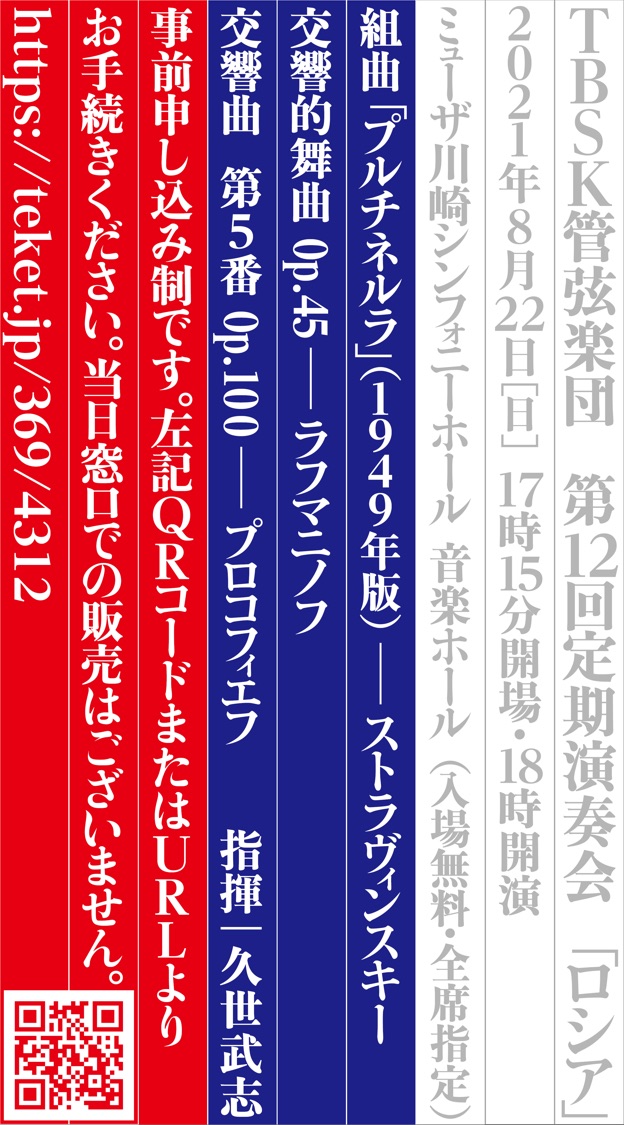 TBSK管弦楽団　第12回定期演奏会　「ロシア」
2021年8月22日[日] 17時15分開場・18時開演
ミューザ川崎シンフォニーホール 音楽ホール （入場無料・全席指定）
組曲「プルチネルラ」（1949年版）── ストラヴィンスキー
交響的舞曲 Op.45 ── ラフマニノフ
交響曲　第5番 Op.100 ── プロコフィエフ　　指揮｜久世武志
事前申し込み制です。左記QRコードまたはURLより
お手続きください。当日窓口での販売はございません。
https://teket.jp/369/4312